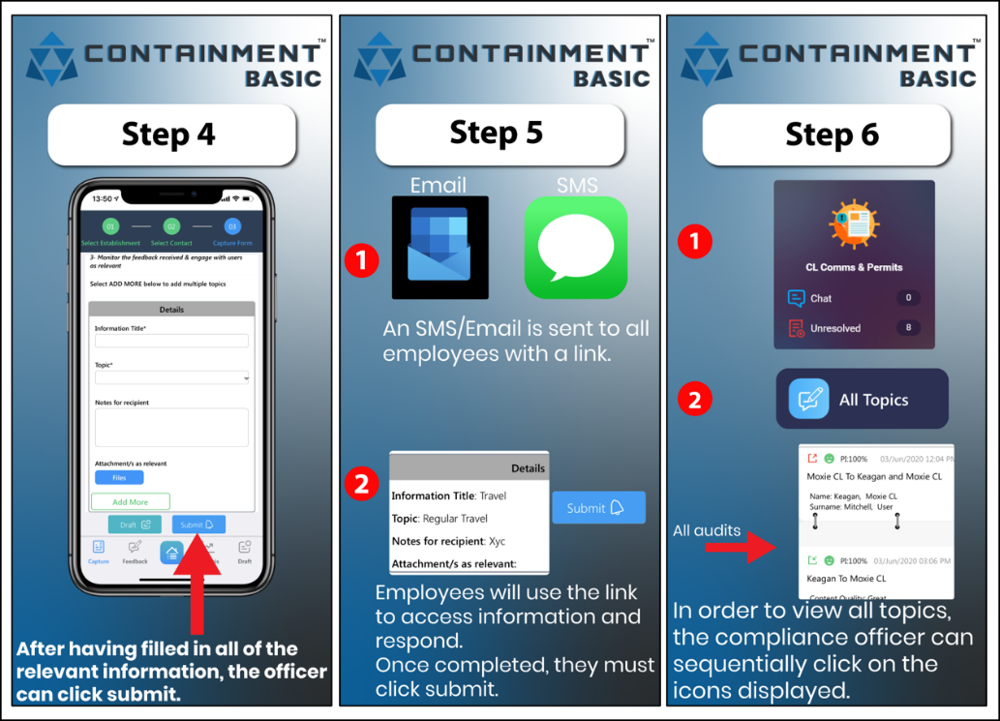 CONTAINMENT™
BASIC
Step 4
13:50
01
02
03
Select Establishment
Select Contact
Capture Form
3- Monitor the feedback received & engage with users
as relevant
Select ADD MORE below to add multiple topics
Details
Information Title*
Topic*
Notes for recipient
Attachment/s as relevant
Files
Add More
Draft
Submit
Capture
Feedback
Draft
After having filled in all of the
relevant information, the officer
can click submit.
CONTAINMENT™
BASIC
Step 5
Email
SMS
1
An SMS/Email is sent to all
employees with a link.
2
Details
Information Title: Travel
Topic: Regular Travel
Notes for recipient: Xyc
Attachment/s as relevant:
Submit
Employees will use the link
to access information and
respond.
Once completed, they must
click submit.
CONTAINMENT™
BASIC
Step 6
1
CL Comms & Permits
Chat 0
Unresolved 8
2
All Topics
All audits
PI:100% 03/Jun/2020 12:04 PM
Moxie CL To Keagan and Moxie CL
Name: Keagan, Moxie CL
Surname: Mitchell, User
PI:100% 03/Jun/2020 03:06 PM
Keagan To Moxie CL
Content Quality: Great
In order to view all topics,
the compliance officer can
sequentially click on the
icons displayed.